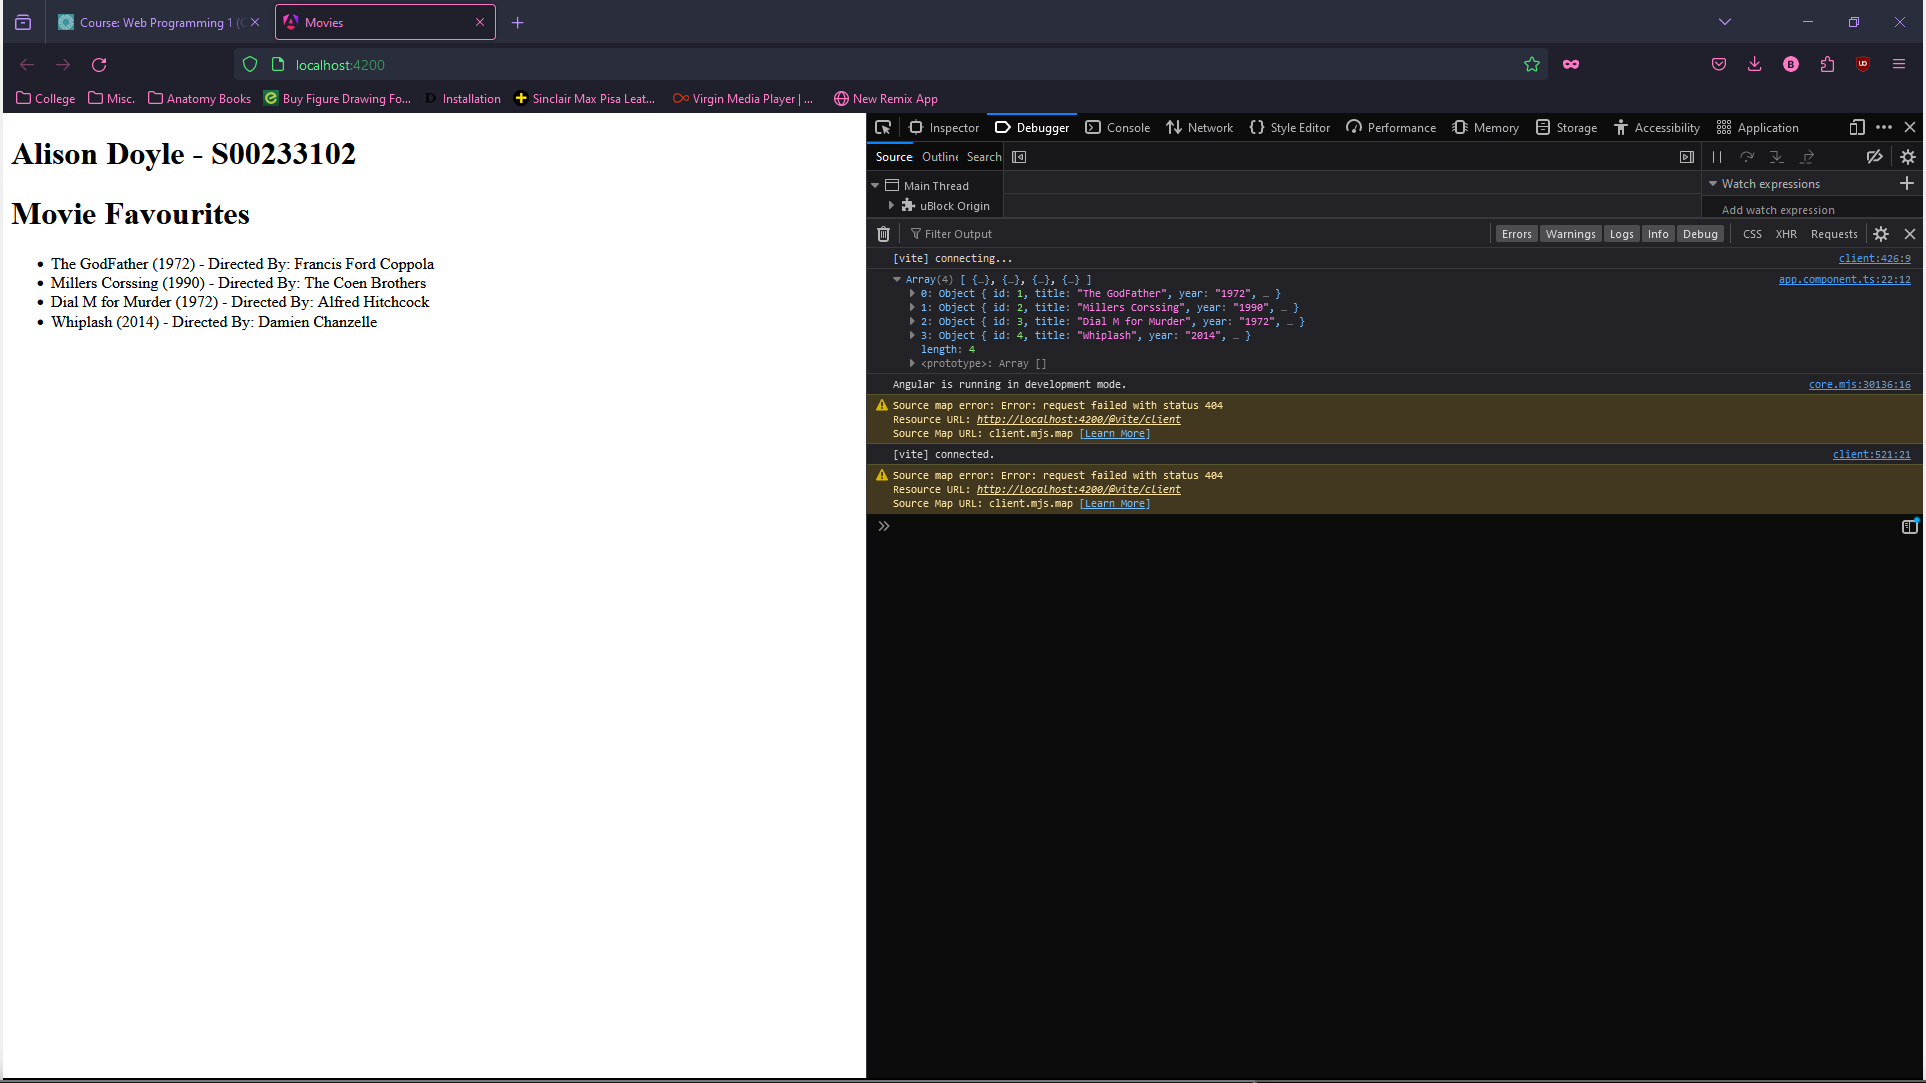 Course: Web Programming 1 (C
Movies
localhost:4200
College
Misc.
Anatomy Books
Buy Figure Drawing Fo...
Installation
Sinclair Max Pisa Leat...
Virgin Media Player | ...
New Remix App
Alison Doyle - S00233102
Movie Favourites
• The GodFather (1972) - Directed By: Francis Ford Coppola
• Millers Corssing (1990) - Directed By: The Coen Brothers
• Dial M for Murder (1972) - Directed By: Alfred Hitchcock
• Whiplash (2014) - Directed By: Damien Chanzelle
Inspector Debugger Console Network Style Editor Performance Memory Storage Accessibility Application
Source Outline Search
Main Thread
uBlock Origin
Watch expressions
Add watch expression
Filter Output
Errors Warnings Logs Info Debug CSS XHR Requests
[vite] connecting... client:426:9
Array(4) [ {…}, {…}, {…}, {…} ] app.component.ts:22:12
0: Object { id: 1, title: "The GodFather", year: "1972", … }
1: Object { id: 2, title: "Millers Corssing", year: "1990", … }
2: Object { id: 3, title: "Dial M for Murder", year: "1972", … }
3: Object { id: 4, title: "Whiplash", year: "2014", … }
length: 4
<prototype>: Array []
Angular is running in development mode. core.mjs:30136:16
Source map error: Error: request failed with status 404
Resource URL: http://localhost:4200/@vite/client
Source Map URL: client.mjs.map [Learn More]
[vite] connected. client:521:21
Source map error: Error: request failed with status 404
Resource URL: http://localhost:4200/@vite/client
Source Map URL: client.mjs.map [Learn More]